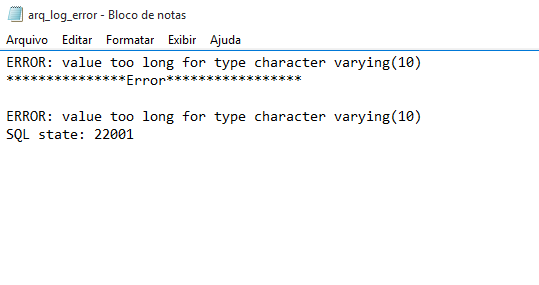 arq_log_error - Bloco de notas
Arquivo Editar Formatar Exibir Ajuda
ERROR: value too long for type character varying(10)
***************Error*****************
ERROR: value too long for type character varying(10)
SQL state: 22001